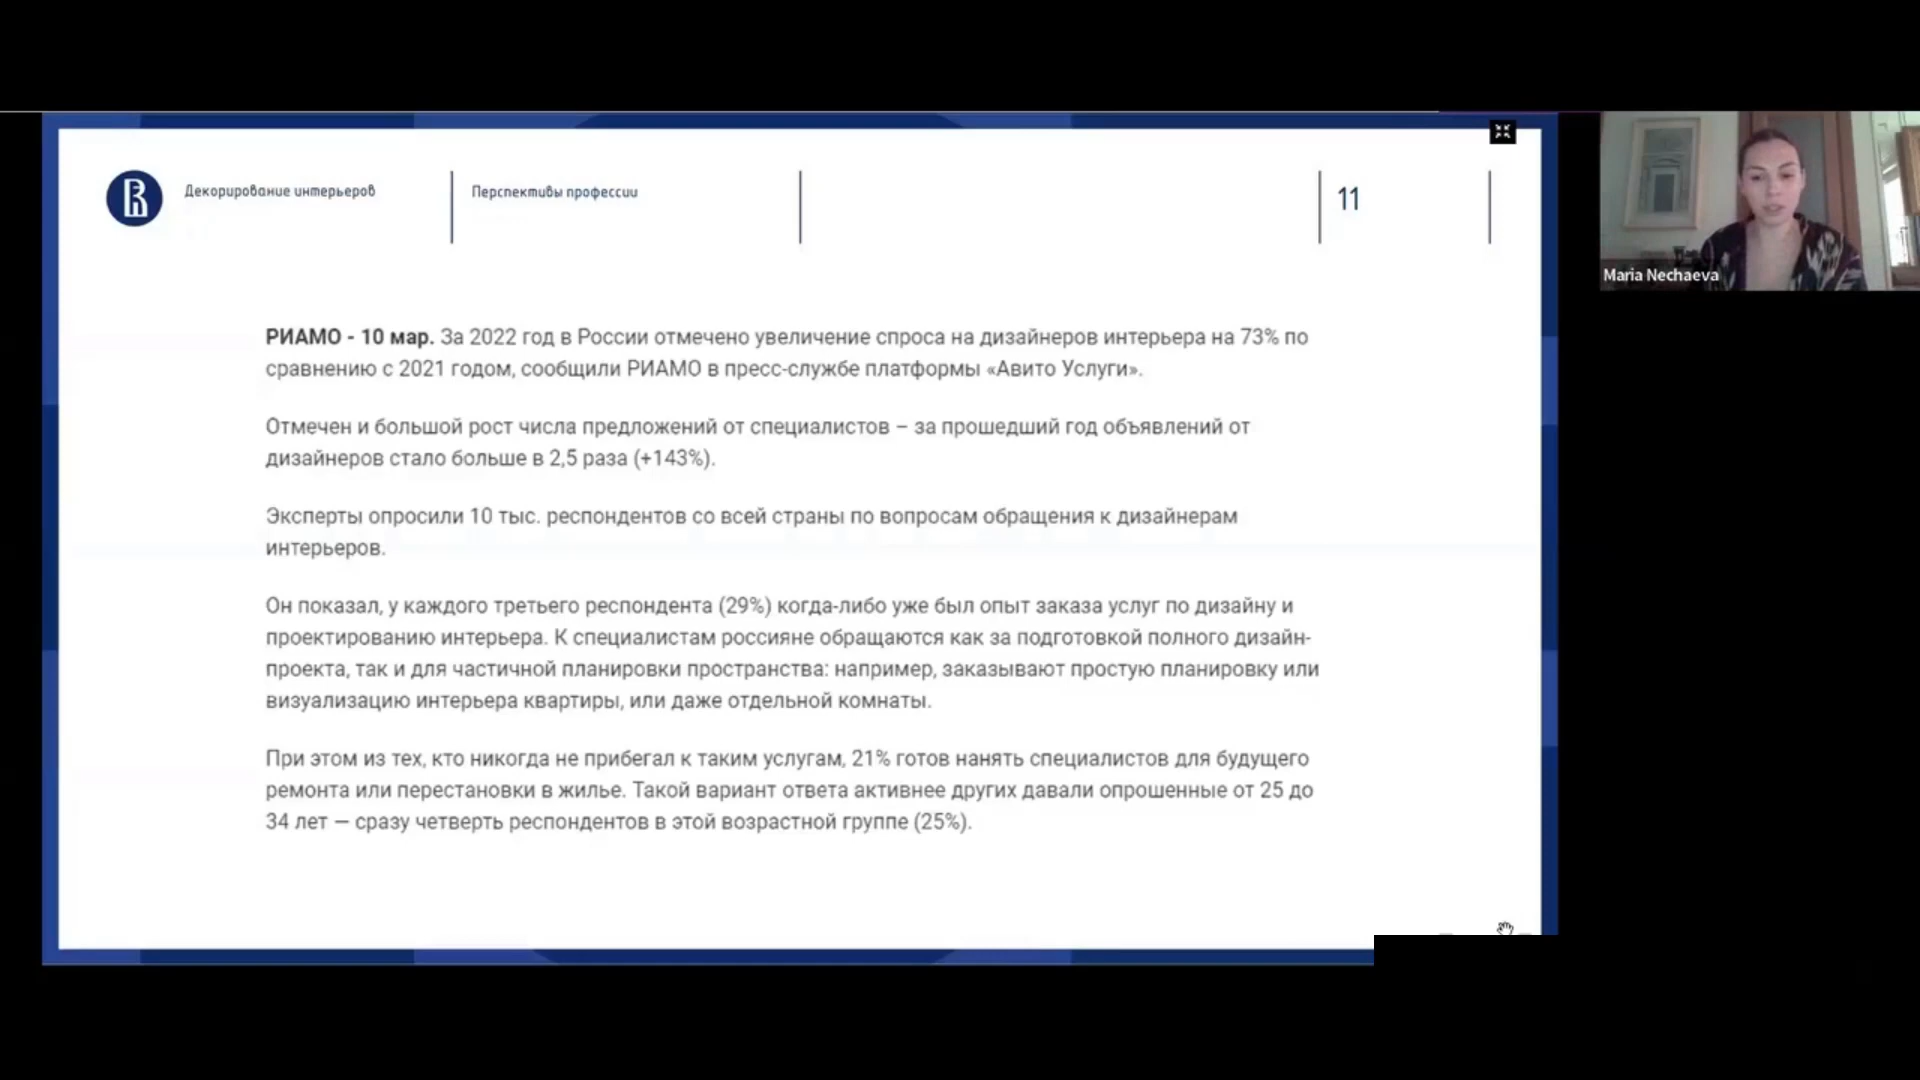 Декорирование интерьеров
Перспективы профессии
11
Maria Nechaeva
РИАМО - 10 мар. За 2022 год в России отмечено увеличение спроса на дизайнеров интерьера на 73% по
сравнению с 2021 годом, сообщили РИАМО в пресс-службе платформы «Авито Услуги».
Отмечен и большой рост числа предложений от специалистов – за прошедший год объявлений от
дизайнеров стало больше в 2,5 раза (+143%).
Эксперты опросили 10 тыс. респондентов со всей страны по вопросам обращения к дизайнерам
интерьеров.
Он показал, у каждого третьего респондента (29%) когда-либо уже был опыт заказа услуг по дизайну и
проектированию интерьера. К специалистам россияне обращаются как за подготовкой полного дизайн-
проекта, так и для частичной планировки пространства: например, заказывают простую планировку или
визуализацию интерьера квартиры, или даже отдельной комнаты.
При этом из тех, кто никогда не прибегал к таким услугам, 21% готов нанять специалистов для будущего
ремонта или перестановки в жилье. Такой вариант ответа активнее других давали опрошенные от 25 до
34 лет — сразу четверть респондентов в этой возрастной группе (25%).